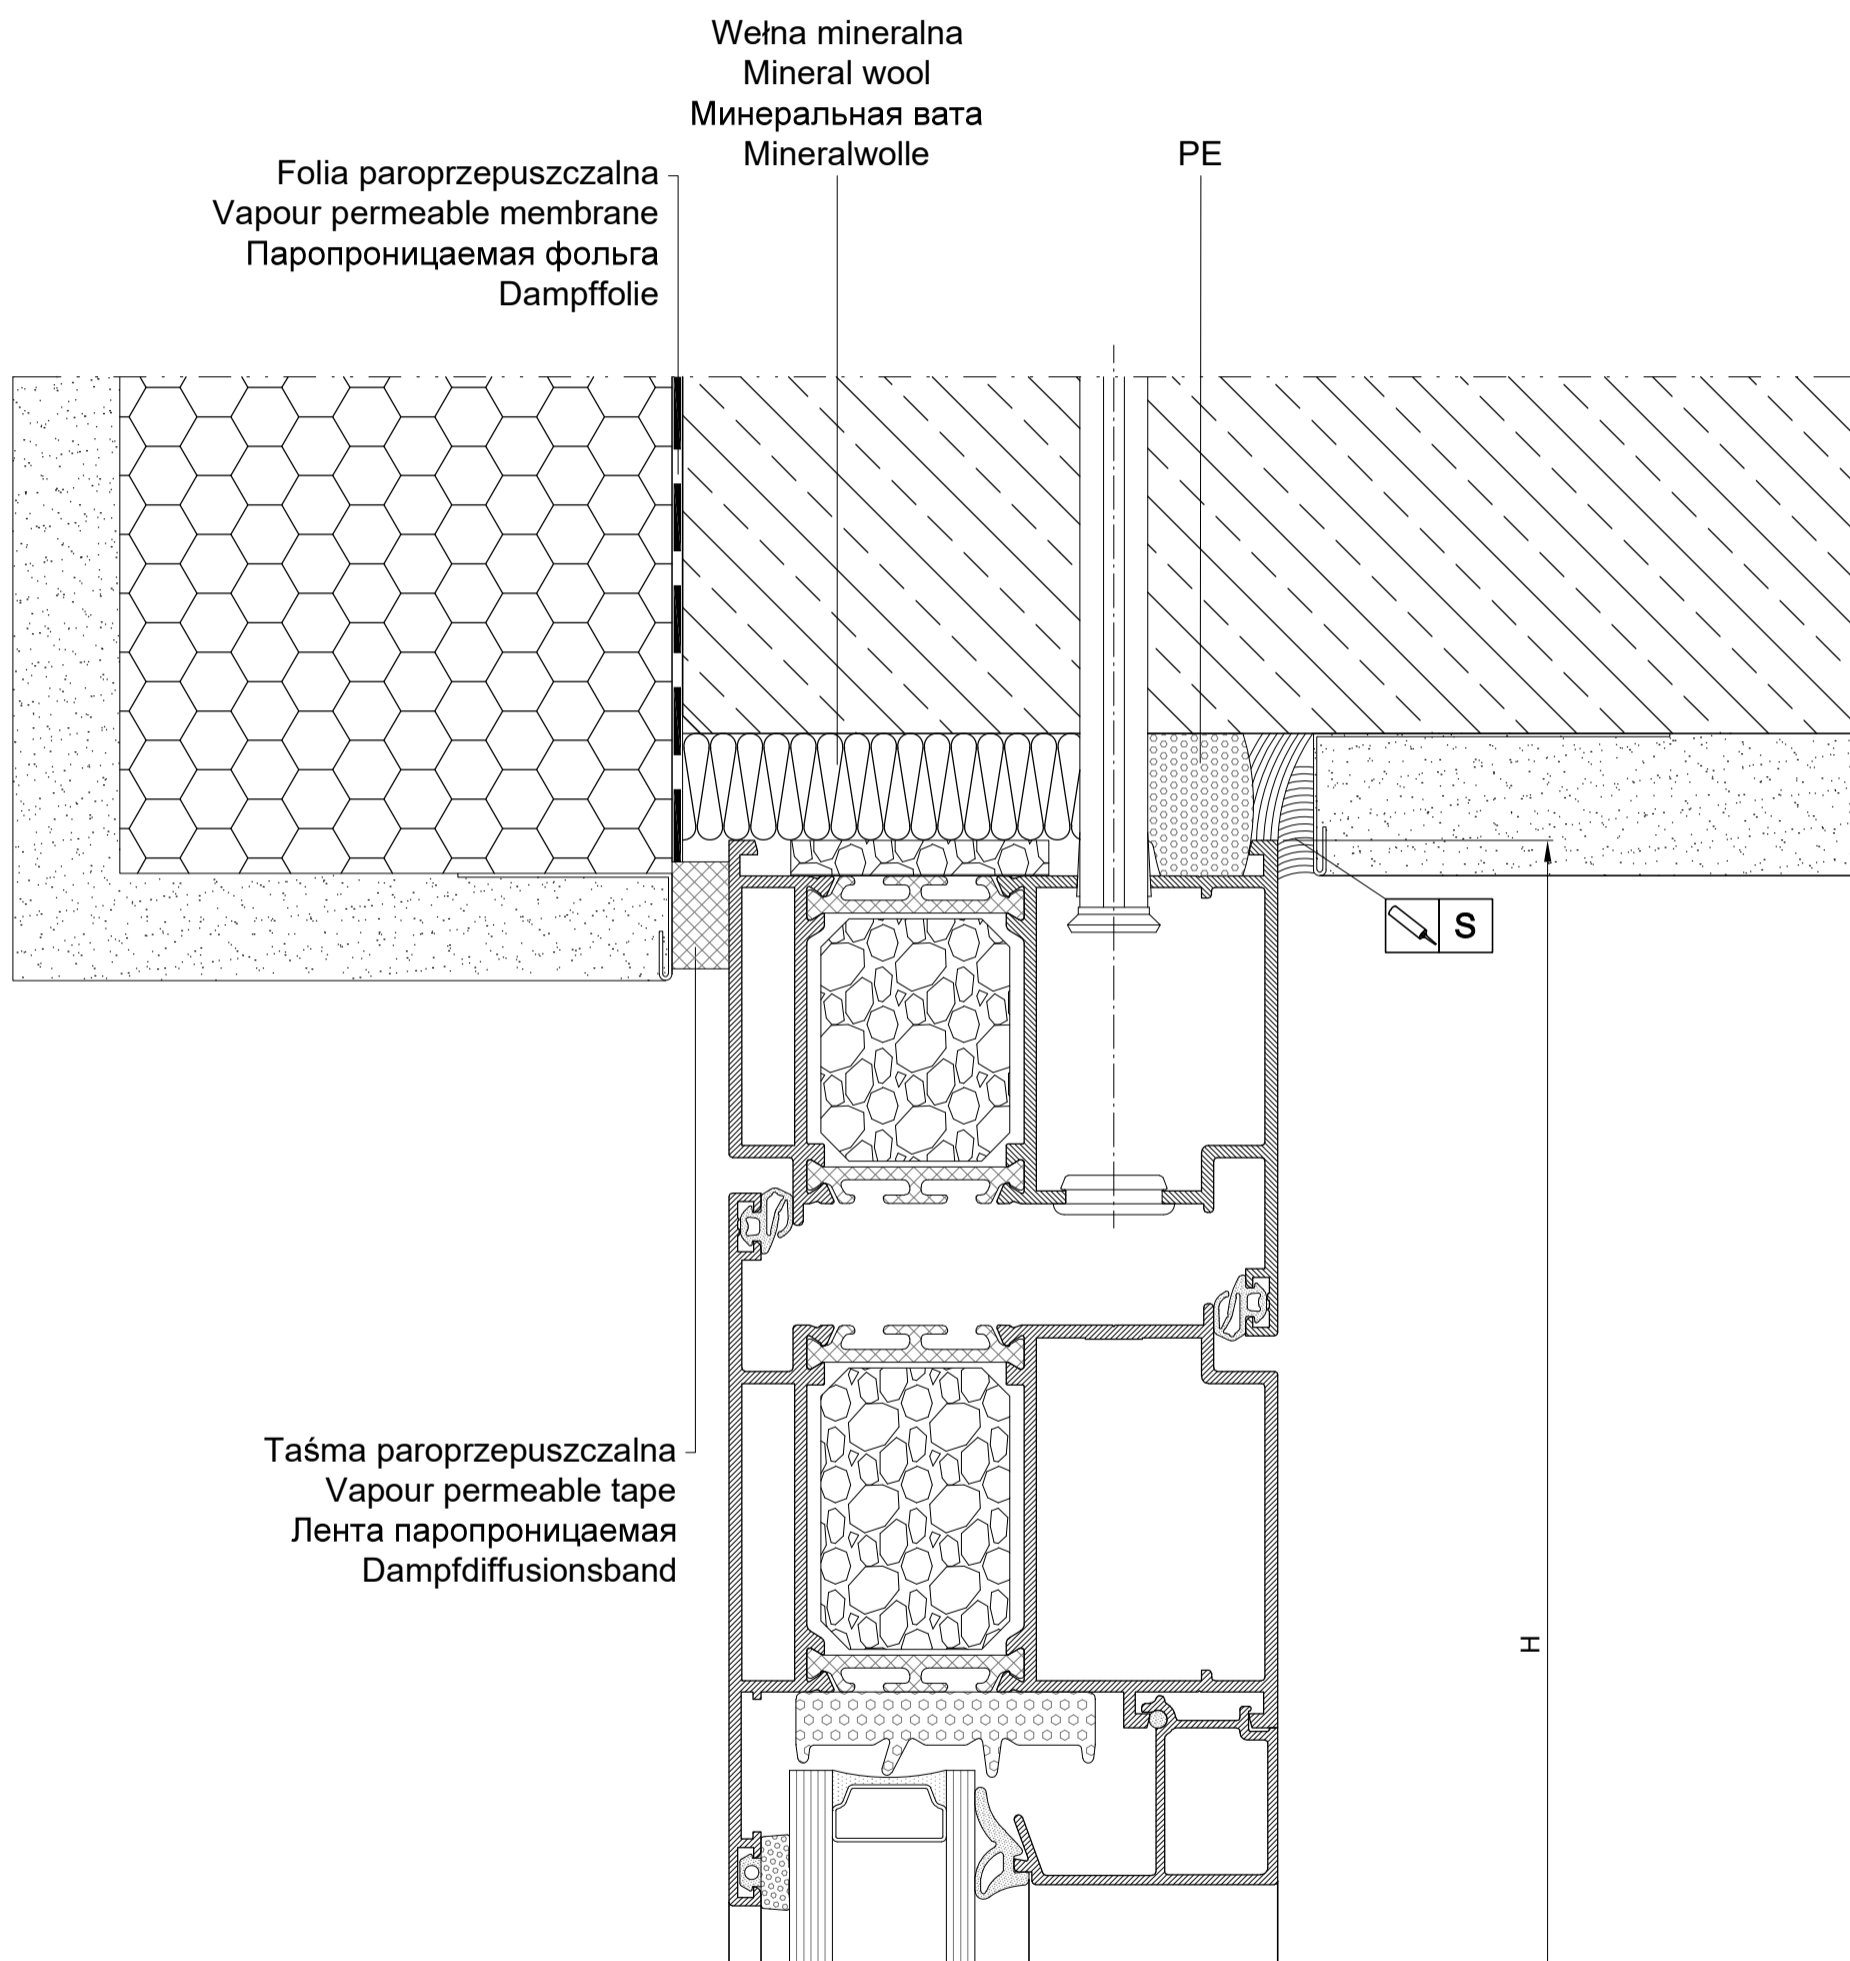 Wełna mineralna
Mineral wool
Минеральная вата
Mineralwolle
PE
Folia paroprzepuszczalna
Vapour permeable membrane
Паропроницаемая фольга
Dampffolie
S
Taśma paroprzepuszczalna
Vapour permeable tape
Лента паропроницаемая
Dampfdiffusionsband
H